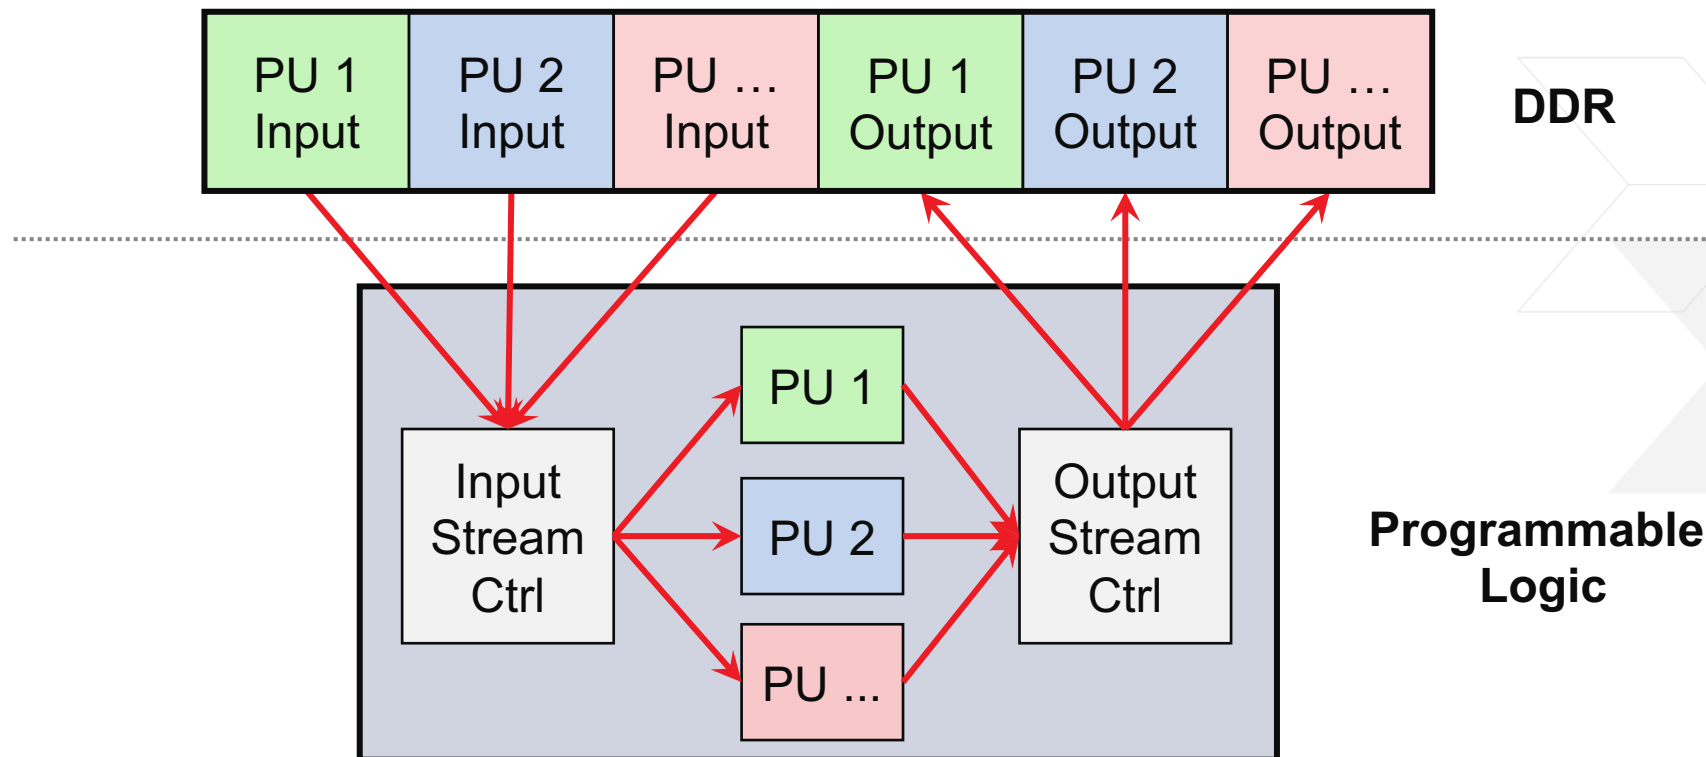 PU 1
Input
PU 2
Input
PU …
Input
PU 1
Output
PU 2
Output
PU …
Output
DDR
PU 1
Input
Stream
Ctrl
PU 2
Output
Stream
Ctrl
PU ...
Programmable
Logic